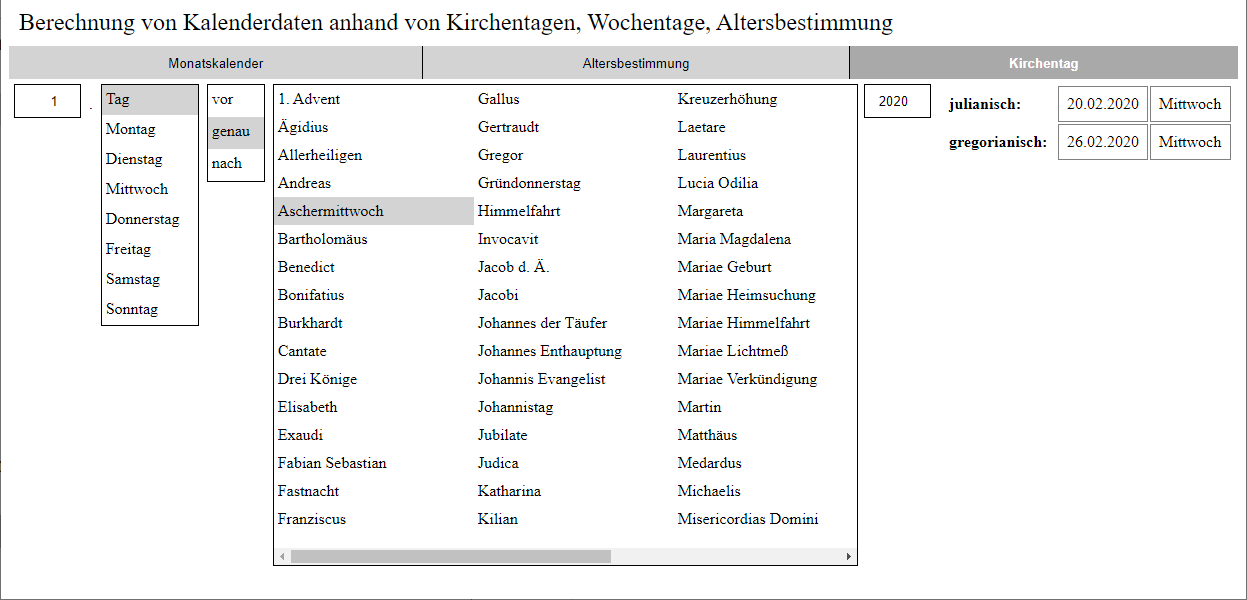 Berechnung von Kalenderdaten anhand von Kirchentagen, Wochentage, Altersbestimmung
Monatskalender Altersbestimmung Kirchentag
1 .
Tag
Montag
Dienstag
Mittwoch
Donnerstag
Freitag
Samstag
Sonntag
vor
genau
nach
1. Advent
Ägidius
Allerheiligen
Andreas
Aschermittwoch
Bartholomäus
Benedict
Bonifatius
Burkhardt
Cantate
Drei Könige
Elisabeth
Exaudi
Fabian Sebastian
Fastnacht
Franziscus
Gallus
Gertraudt
Gregor
Gründonnerstag
Himmelfahrt
Invocavit
Jacob d. Ä.
Jacobi
Johannes der Täufer
Johannes Enthauptung
Johannis Evangelist
Johannistag
Jubilate
Judica
Katharina
Kilian
Kreuzerhöhung
Laetare
Laurentius
Lucia Odilia
Margareta
Maria Magdalena
Mariae Geburt
Mariae Heimsuchung
Mariae Himmelfahrt
Mariae Lichtmeß
Mariae Verkündigung
Martin
Matthäus
Medardus
Michaelis
Misericordias Domini
2020
julianisch: 20.02.2020 Mittwoch
gregorianisch: 26.02.2020 Mittwoch